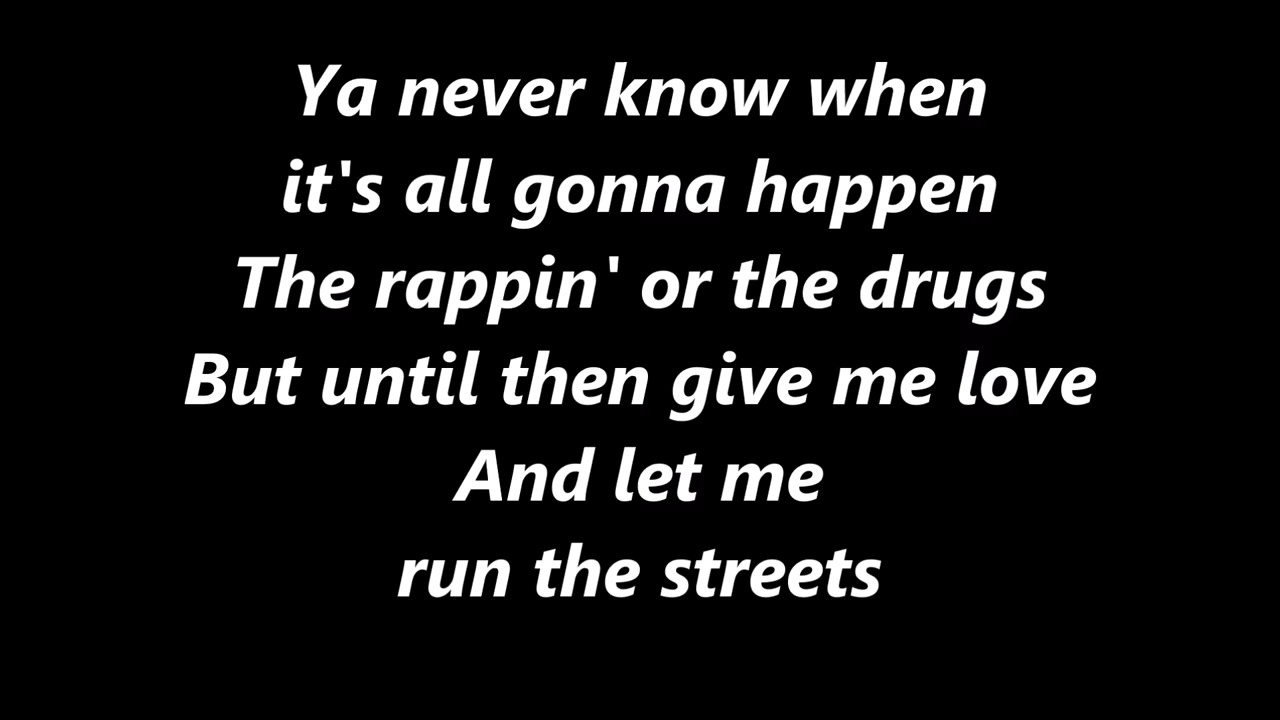 Ya never know when
it's all gonna happen
The rappin' or the drugs
But until then give me love
And let me
run the streets